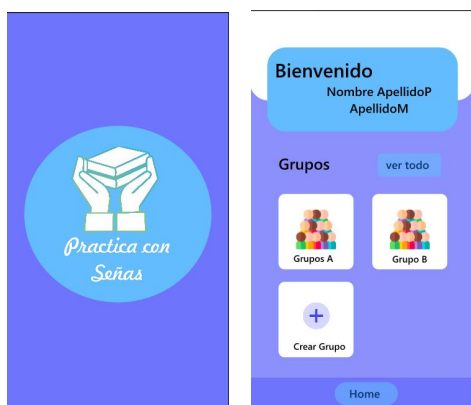 Practica con
Señas
Bienvenido
Nombre ApellidoP
ApellidoM
Grupos
ver todo
Grupos A
Grupo B
Crear Grupo
Home